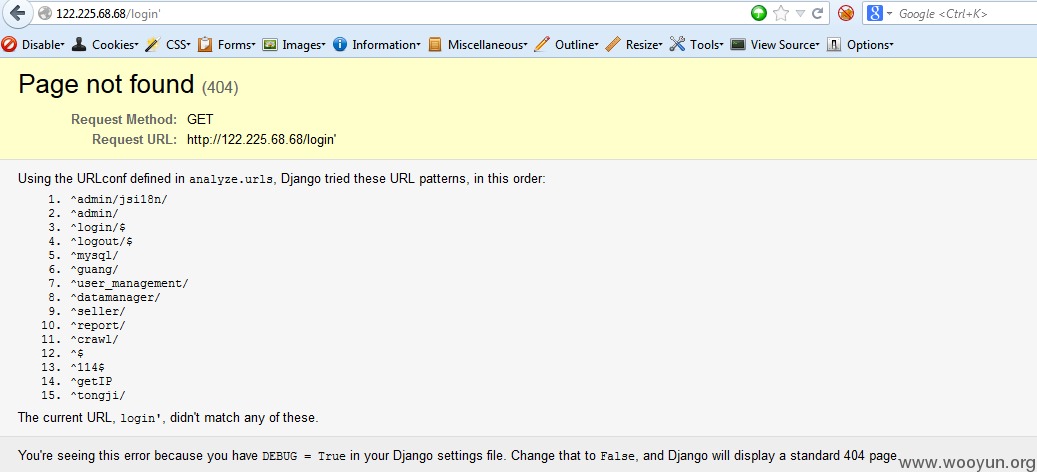 122.225.68.68/login'
Google <Ctrl+K>
Disable Cookies CSS Forms Images Information Miscellaneous Outline Resize Tools View Source Options
Page not found (404)
Request Method: GET
Request URL: http://122.225.68.68/login'
Using the URLconf defined in analyze.urls, Django tried these URL patterns, in this order:
1. ^admin/jsi18n/
2. ^admin/
3. ^login/$
4. ^logout/$
5. ^mysql/
6. ^guang/
7. ^user_management/
8. ^datamanager/
9. ^seller/
10. ^report/
11. ^crawl/
12. ^$
13. ^114$
14. ^getIP
15. ^tongji/
The current URL, login', didn't match any of these.
You're seeing this error because you have DEBUG = True in your Django settings file. Change that to False, and Django will display a standard 404 page.
www.wooyun.org